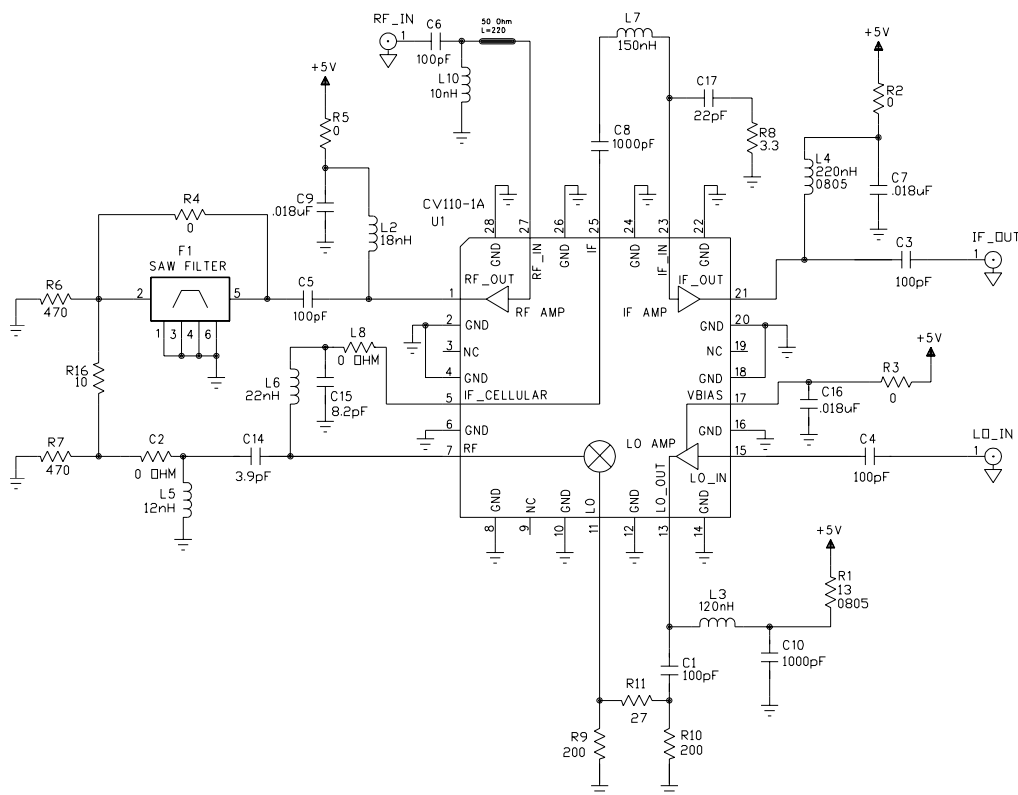 RF_IN
1
C6
100pF
50 Ohm
L=220
L10
10nH
L7
150nH
C17
22pF
R8
3.3
C8
1000pF
+5V
R2
0
L4
220nH
0805
C7
.018uF
C3
100pF
IF_OUT
1
+5V
R5
0
C9
.018uF
L2
18nH
R4
0
F1
SAW FILTER
2
5
1
3
4
6
R6
470
C5
100pF
CV110-1A
U1
28
27
26
25
24
23
22
GND
RF_IN
GND
IF
GND
IF_IN
GND
1
RF_OUT
RF AMP
IF AMP
IF_OUT
21
2
GND
GND
20
3
NC
NC
19
4
GND
GND
18
5
IF_CELLULAR
VBIAS
17
6
GND
GND
16
7
RF
LO AMP
LO_IN
15
GND
NC
GND
LO
GND
LO_OUT
GND
8
9
10
11
12
13
14
L8
0 OHM
L6
22nH
C15
8.2pF
R16
10
R7
470
C2
0 OHM
L5
12nH
C14
3.9pF
+5V
R3
0
C16
.018uF
C4
100pF
LO_IN
1
+5V
R1
13
0805
L3
120nH
C10
1000pF
C1
100pF
R11
27
R9
200
R10
200